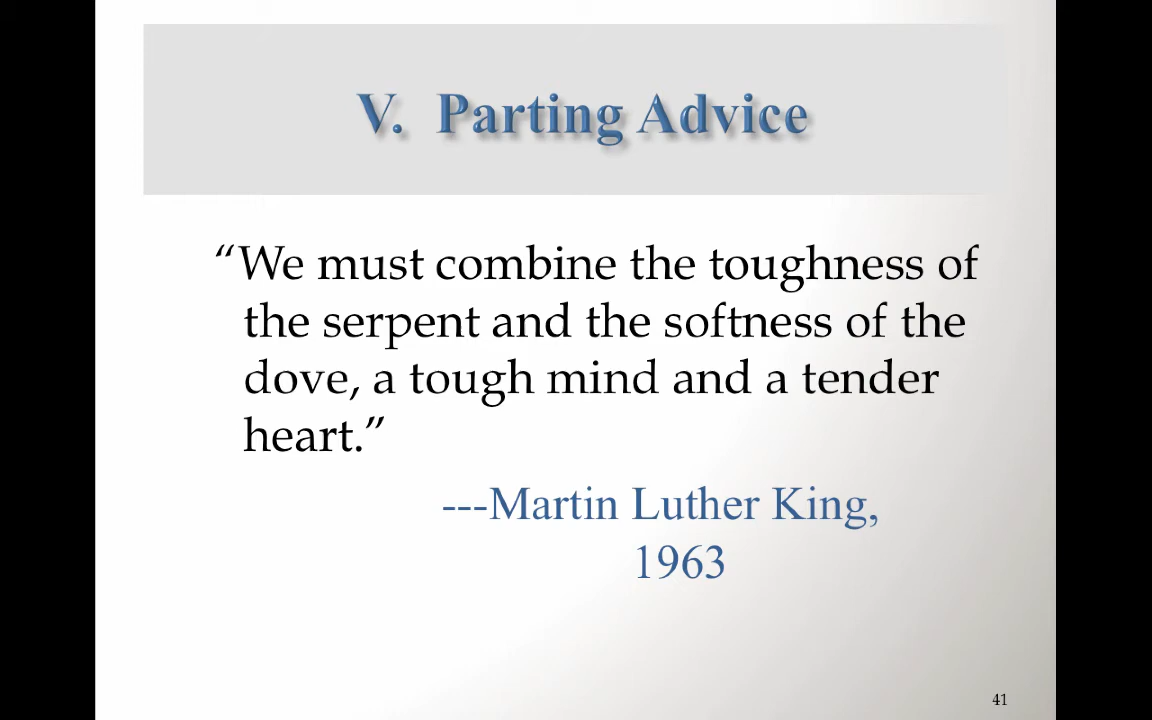 V. Parting Advice
“We must combine the toughness of
the serpent and the softness of the
dove, a tough mind and a tender
heart.”
---Martin Luther King,
1963
41